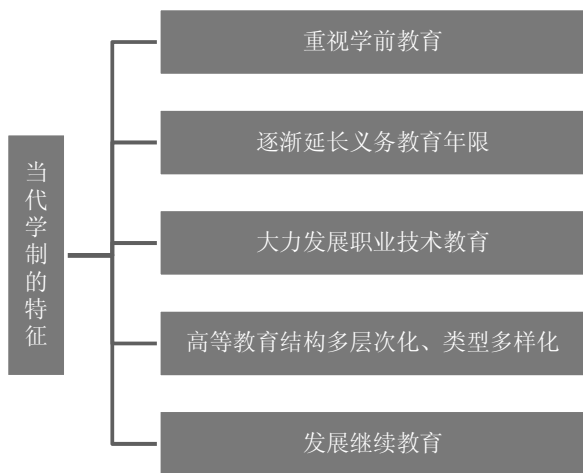 当代学制的特征
重视学前教育
逐渐延长义务教育年限
大力发展职业技术教育
高等教育结构多层次化、类型多样化
发展继续教育